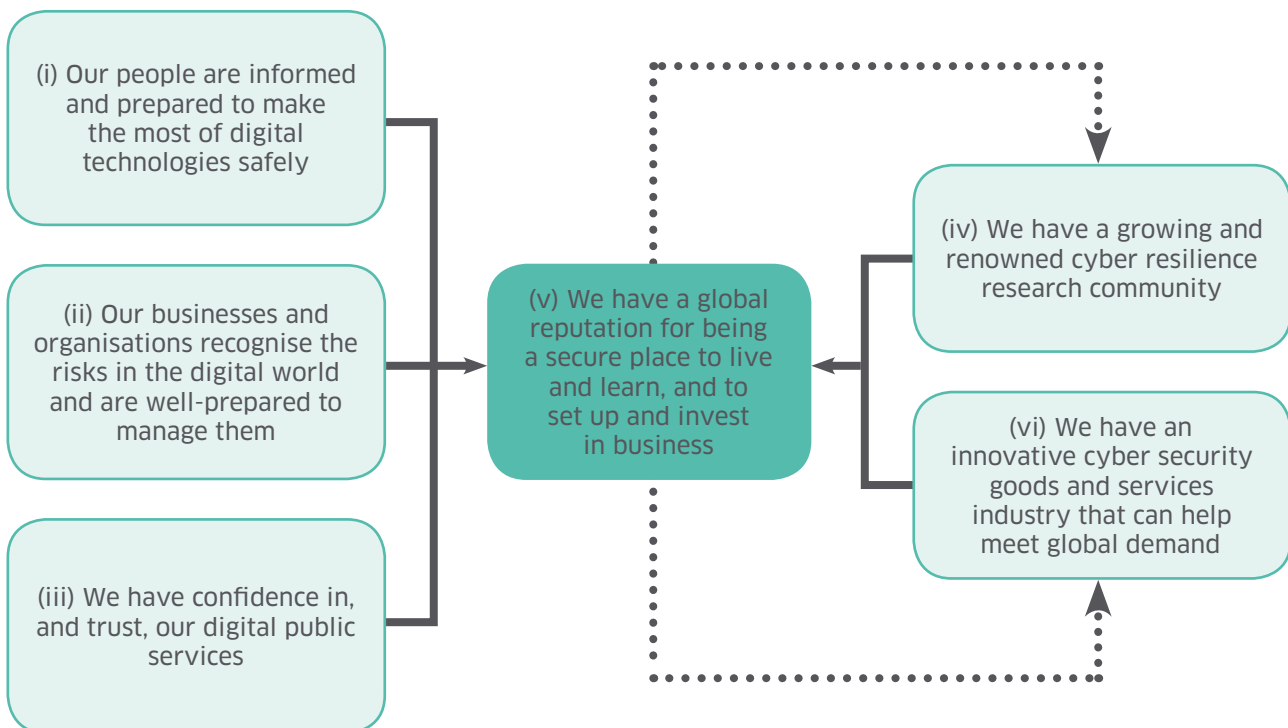 (i) Our people are informed
and prepared to make
the most of digital
technologies safely
(ii) Our businesses and
organisations recognise the
risks in the digital world
and are well-prepared to
manage them
(iii) We have confidence in,
and trust, our digital public
services
(v) We have a global
reputation for being
a secure place to live
and learn, and to
set up and invest
in business
(iv) We have a growing and
renowned cyber resilience
research community
(vi) We have an
innovative cyber security
goods and services
industry that can help
meet global demand